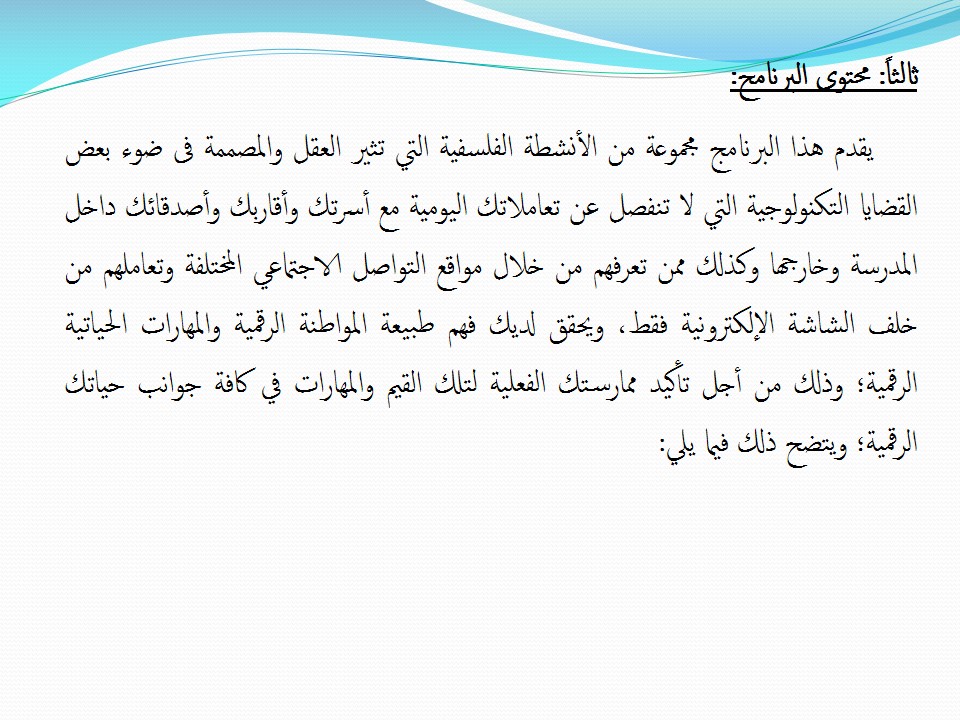 ثالثاً: محتوى البرنامج:
يقدم هذا البرنامج مجموعة من الأنشطة الفلسفية التي تثير العقل والمصممة فى ضوء بعض
القضايا التكنولوجية التي لا تنفصل عن تعاملاتك اليومية مع أسرتك وأقاربك وأصدقائك داخل
المدرسة وخارجها وكذلك ممن تعرفهم من خلال مواقع التواصل الاجتماعي المختلفة وتعاملهم من
خلف الشاشة الإلكترونية فقط، ويحقق لديك فهم طبيعة المواطنة الرقمية والمهارات الحياتية
الرقمية؛ وذلك من أجل تأكيد ممارستك الفعلية لتلك القيم والمهارات في كافة جوانب حياتك
الرقمية؛ ويتضح ذلك فيما يلي: